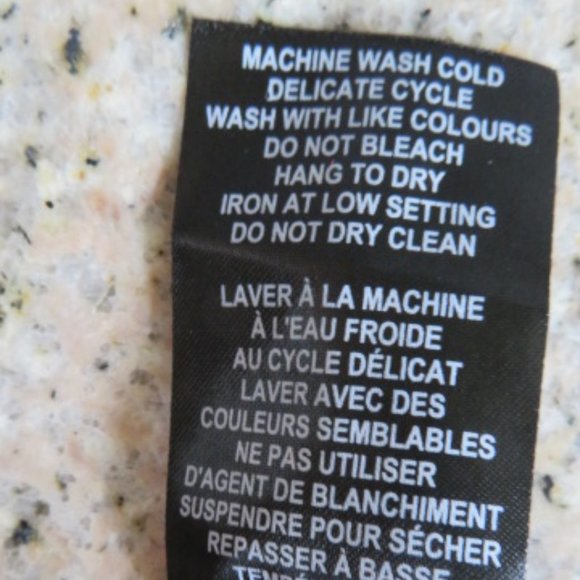 MACHINE WASH COLD
DELICATE CYCLE
WASH WITH LIKE COLOURS
DO NOT BLEACH
HANG TO DRY
IRON AT LOW SETTING
DO NOT DRY CLEAN
LAVER À LA MACHINE
À L'EAU FROIDE
AU CYCLE DÉLICAT
LAVER AVEC DES
COULEURS SEMBLABLES
NE PAS UTILISER
D'AGENT DE BLANCHIMENT
SUSPENDRE POUR SÉCHER
REPASSER À BASSE